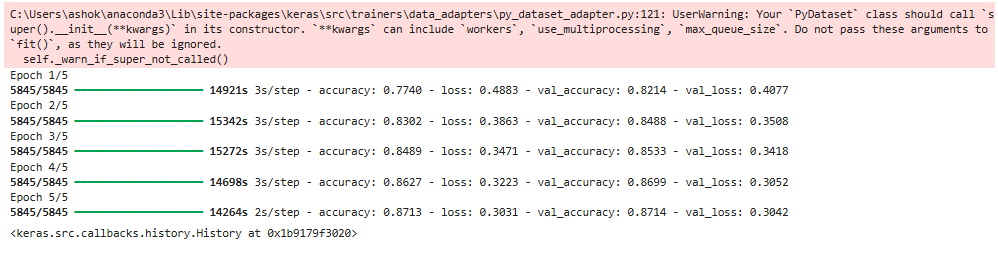 C:\Users\ashok\anaconda3\Lib\site-packages\keras\src\trainers\data_adapters\py_dataset_adapter.py:121: UserWarning: Your `PyDataset` class should call `s
uper().__init__(**kwargs)` in its constructor. `**kwargs` can include `workers`, `use_multiprocessing`, `max_queue_size`. Do not pass these arguments to
`fit()`, as they will be ignored.
  self._warn_if_super_not_called()
Epoch 1/5
5845/5845 ━━━━━━━━━━━━━━━━━━━━ 14921s 3s/step - accuracy: 0.7740 - loss: 0.4883 - val_accuracy: 0.8214 - val_loss: 0.4077
Epoch 2/5
5845/5845 ━━━━━━━━━━━━━━━━━━━━ 15342s 3s/step - accuracy: 0.8302 - loss: 0.3863 - val_accuracy: 0.8488 - val_loss: 0.3508
Epoch 3/5
5845/5845 ━━━━━━━━━━━━━━━━━━━━ 15272s 3s/step - accuracy: 0.8489 - loss: 0.3471 - val_accuracy: 0.8533 - val_loss: 0.3418
Epoch 4/5
5845/5845 ━━━━━━━━━━━━━━━━━━━━ 14698s 3s/step - accuracy: 0.8627 - loss: 0.3223 - val_accuracy: 0.8699 - val_loss: 0.3052
Epoch 5/5
5845/5845 ━━━━━━━━━━━━━━━━━━━━ 14264s 2s/step - accuracy: 0.8713 - loss: 0.3031 - val_accuracy: 0.8714 - val_loss: 0.3042
<keras.src.callbacks.history.History at 0x1b9179f3020>